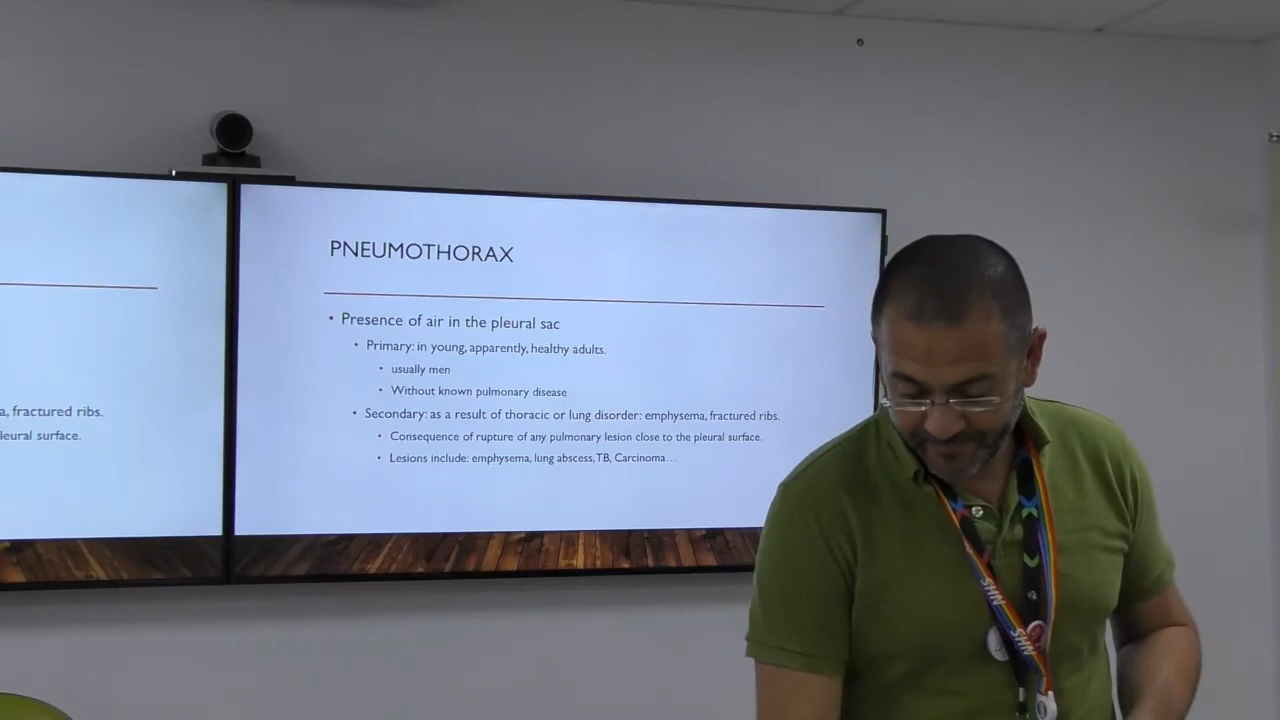 PNEUMOTHORAX
• Presence of air in the pleural sac
• Primary: in young, apparently, healthy adults.
• usually men
• Without known pulmonary disease
• Secondary: as a result of thoracic or lung disorder: emphysema, fractured ribs.
• Consequence of rupture of any pulmonary lesion close to the pleural surface.
• Lesions include: emphysema, lung abscess, TB, Carcinoma…
a, fractured ribs.
leural surface.
NHS
NHS